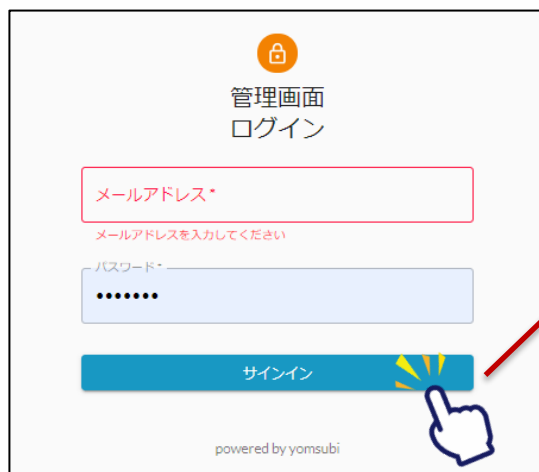 管理画面
ログイン
メールアドレス*
メールアドレスを入力してください
パスワード*
•••••••
サインイン
powered by yomsubi